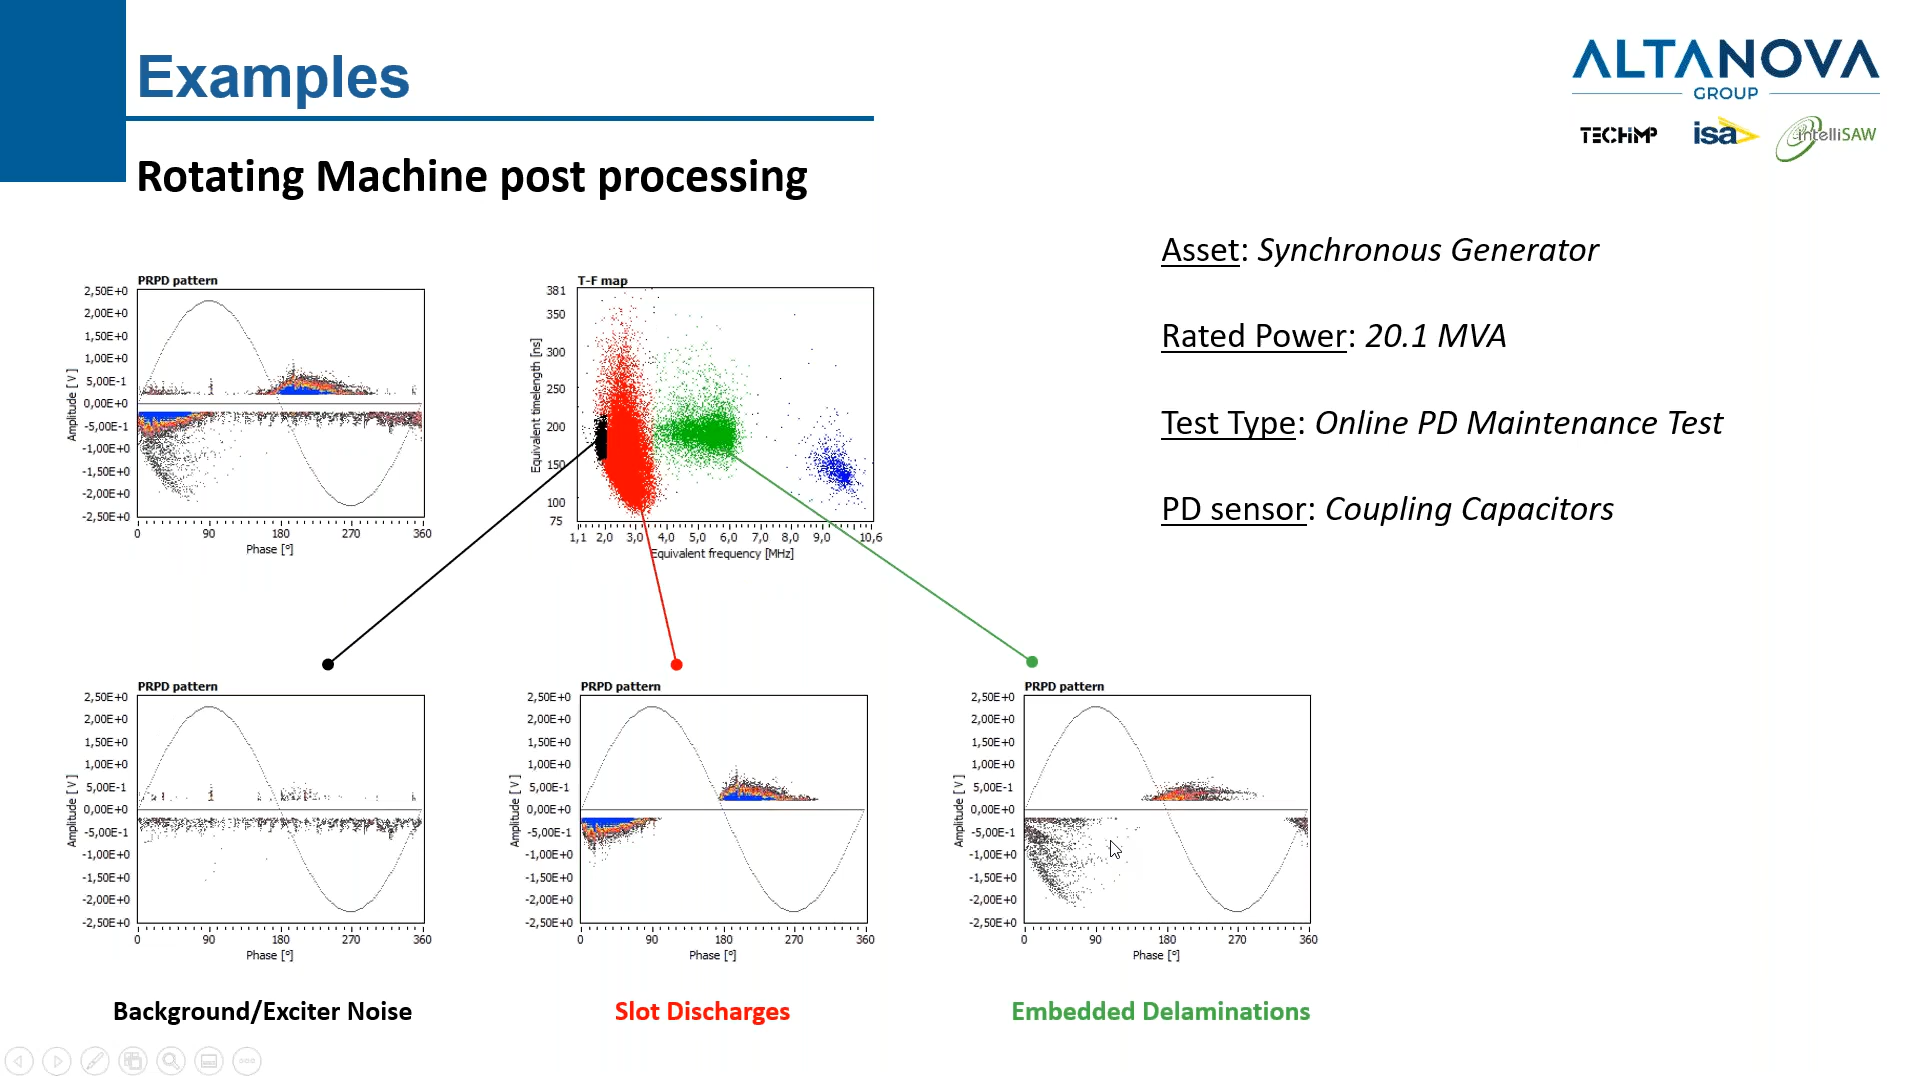 Examples
ALTANOVA
GROUP
TECHIMP
isa
intelliSAW
Rotating Machine post processing
Asset: Synchronous Generator
Rated Power: 20.1 MVA
Test Type: Online PD Maintenance Test
PD sensor: Coupling Capacitors
PRPD pattern
2,50E+0
2,00E+0
1,50E+0
1,00E+0
5,00E-1
0,00E+0
-5,00E-1
-1,00E+0
-1,50E+0
-2,00E+0
-2,50E+0
Amplitude [ V ]
0 90 180 270 360
Phase [°]
T-F map
381
350
300
250
200
150
100
75
Equivalent timelength [ns]
1,1 2,0 3,0 4,0 5,0 6,0 7,0 8,0 9,0 10,6
Equivalent frequency [MHz]
PRPD pattern
2,50E+0
2,00E+0
1,50E+0
1,00E+0
5,00E-1
0,00E+0
-5,00E-1
-1,00E+0
-1,50E+0
-2,00E+0
-2,50E+0
Amplitude [ V ]
0 90 180 270 360
Phase [°]
Background/Exciter Noise
PRPD pattern
2,50E+0
2,00E+0
1,50E+0
1,00E+0
5,00E-1
0,00E+0
-5,00E-1
-1,00E+0
-1,50E+0
-2,00E+0
-2,50E+0
Amplitude [ V ]
0 90 180 270 360
Phase [°]
Slot Discharges
PRPD pattern
2,50E+0
2,00E+0
1,50E+0
1,00E+0
5,00E-1
0,00E+0
-5,00E-1
-1,00E+0
-1,50E+0
-2,00E+0
-2,50E+0
Amplitude [ V ]
0 90 180 270 360
Phase [°]
Embedded Delaminations